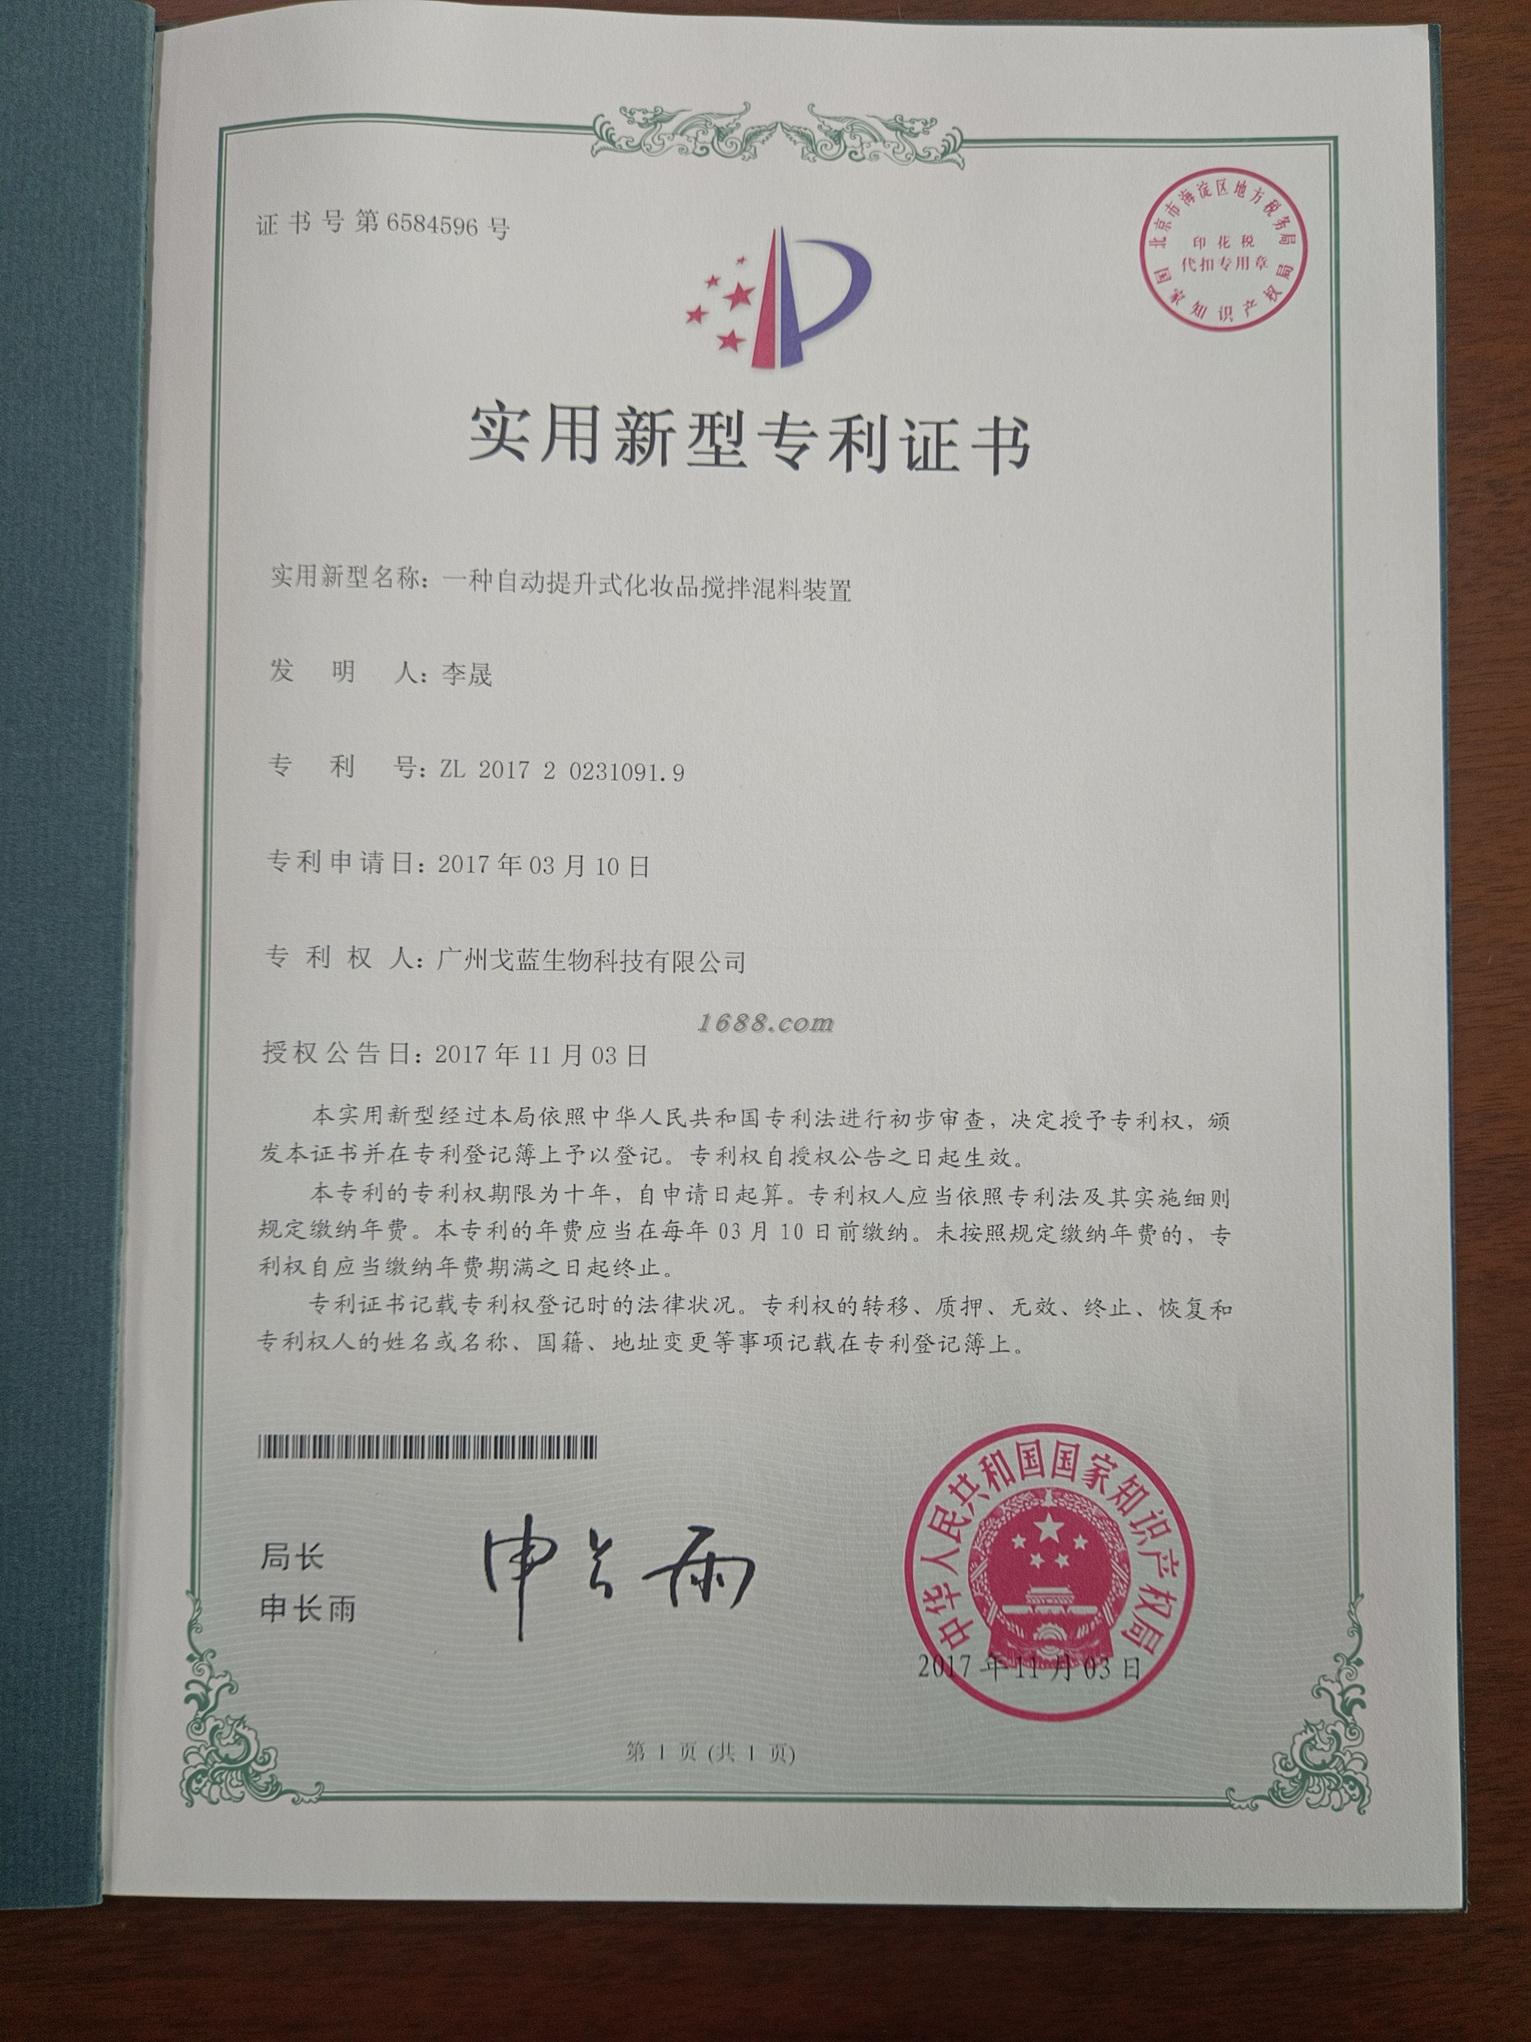 证书号第6584596号
北京市海淀区地方税务局
印花税
代扣专用章
国家知识产权局
实用新型专利证书
实用新型名称：一种自动提升式化妆品搅拌混料装置
发明人：李晟
专利号：ZL 2017 2 0231091.9
专利申请日：2017年03月10日
专利权人：广州戈蓝生物科技有限公司
1688.com
授权公告日：2017年11月03日
本实用新型经过本局依照中华人民共和国专利法进行初步审查，决定授予专利权，颁
发本证书并在专利登记簿上予以登记。专利权自授权公告之日起生效。
本专利的专利权期限为十年，自申请日起算。专利权人应当依照专利法及其实施细则
规定缴纳年费。本专利的年费应当在每年03月10日前缴纳。未按照规定缴纳年费的，专
利权自应当缴纳年费期满之日起终止。
专利证书记载专利权登记时的法律状况。专利权的转移、质押、无效、终止、恢复和
专利权人的姓名或名称、国籍、地址变更等事项记载在专利登记簿上。
局长
申长雨
申长雨
中华人民共和国国家知识产权局
2017年11月03日
第1页(共1页)